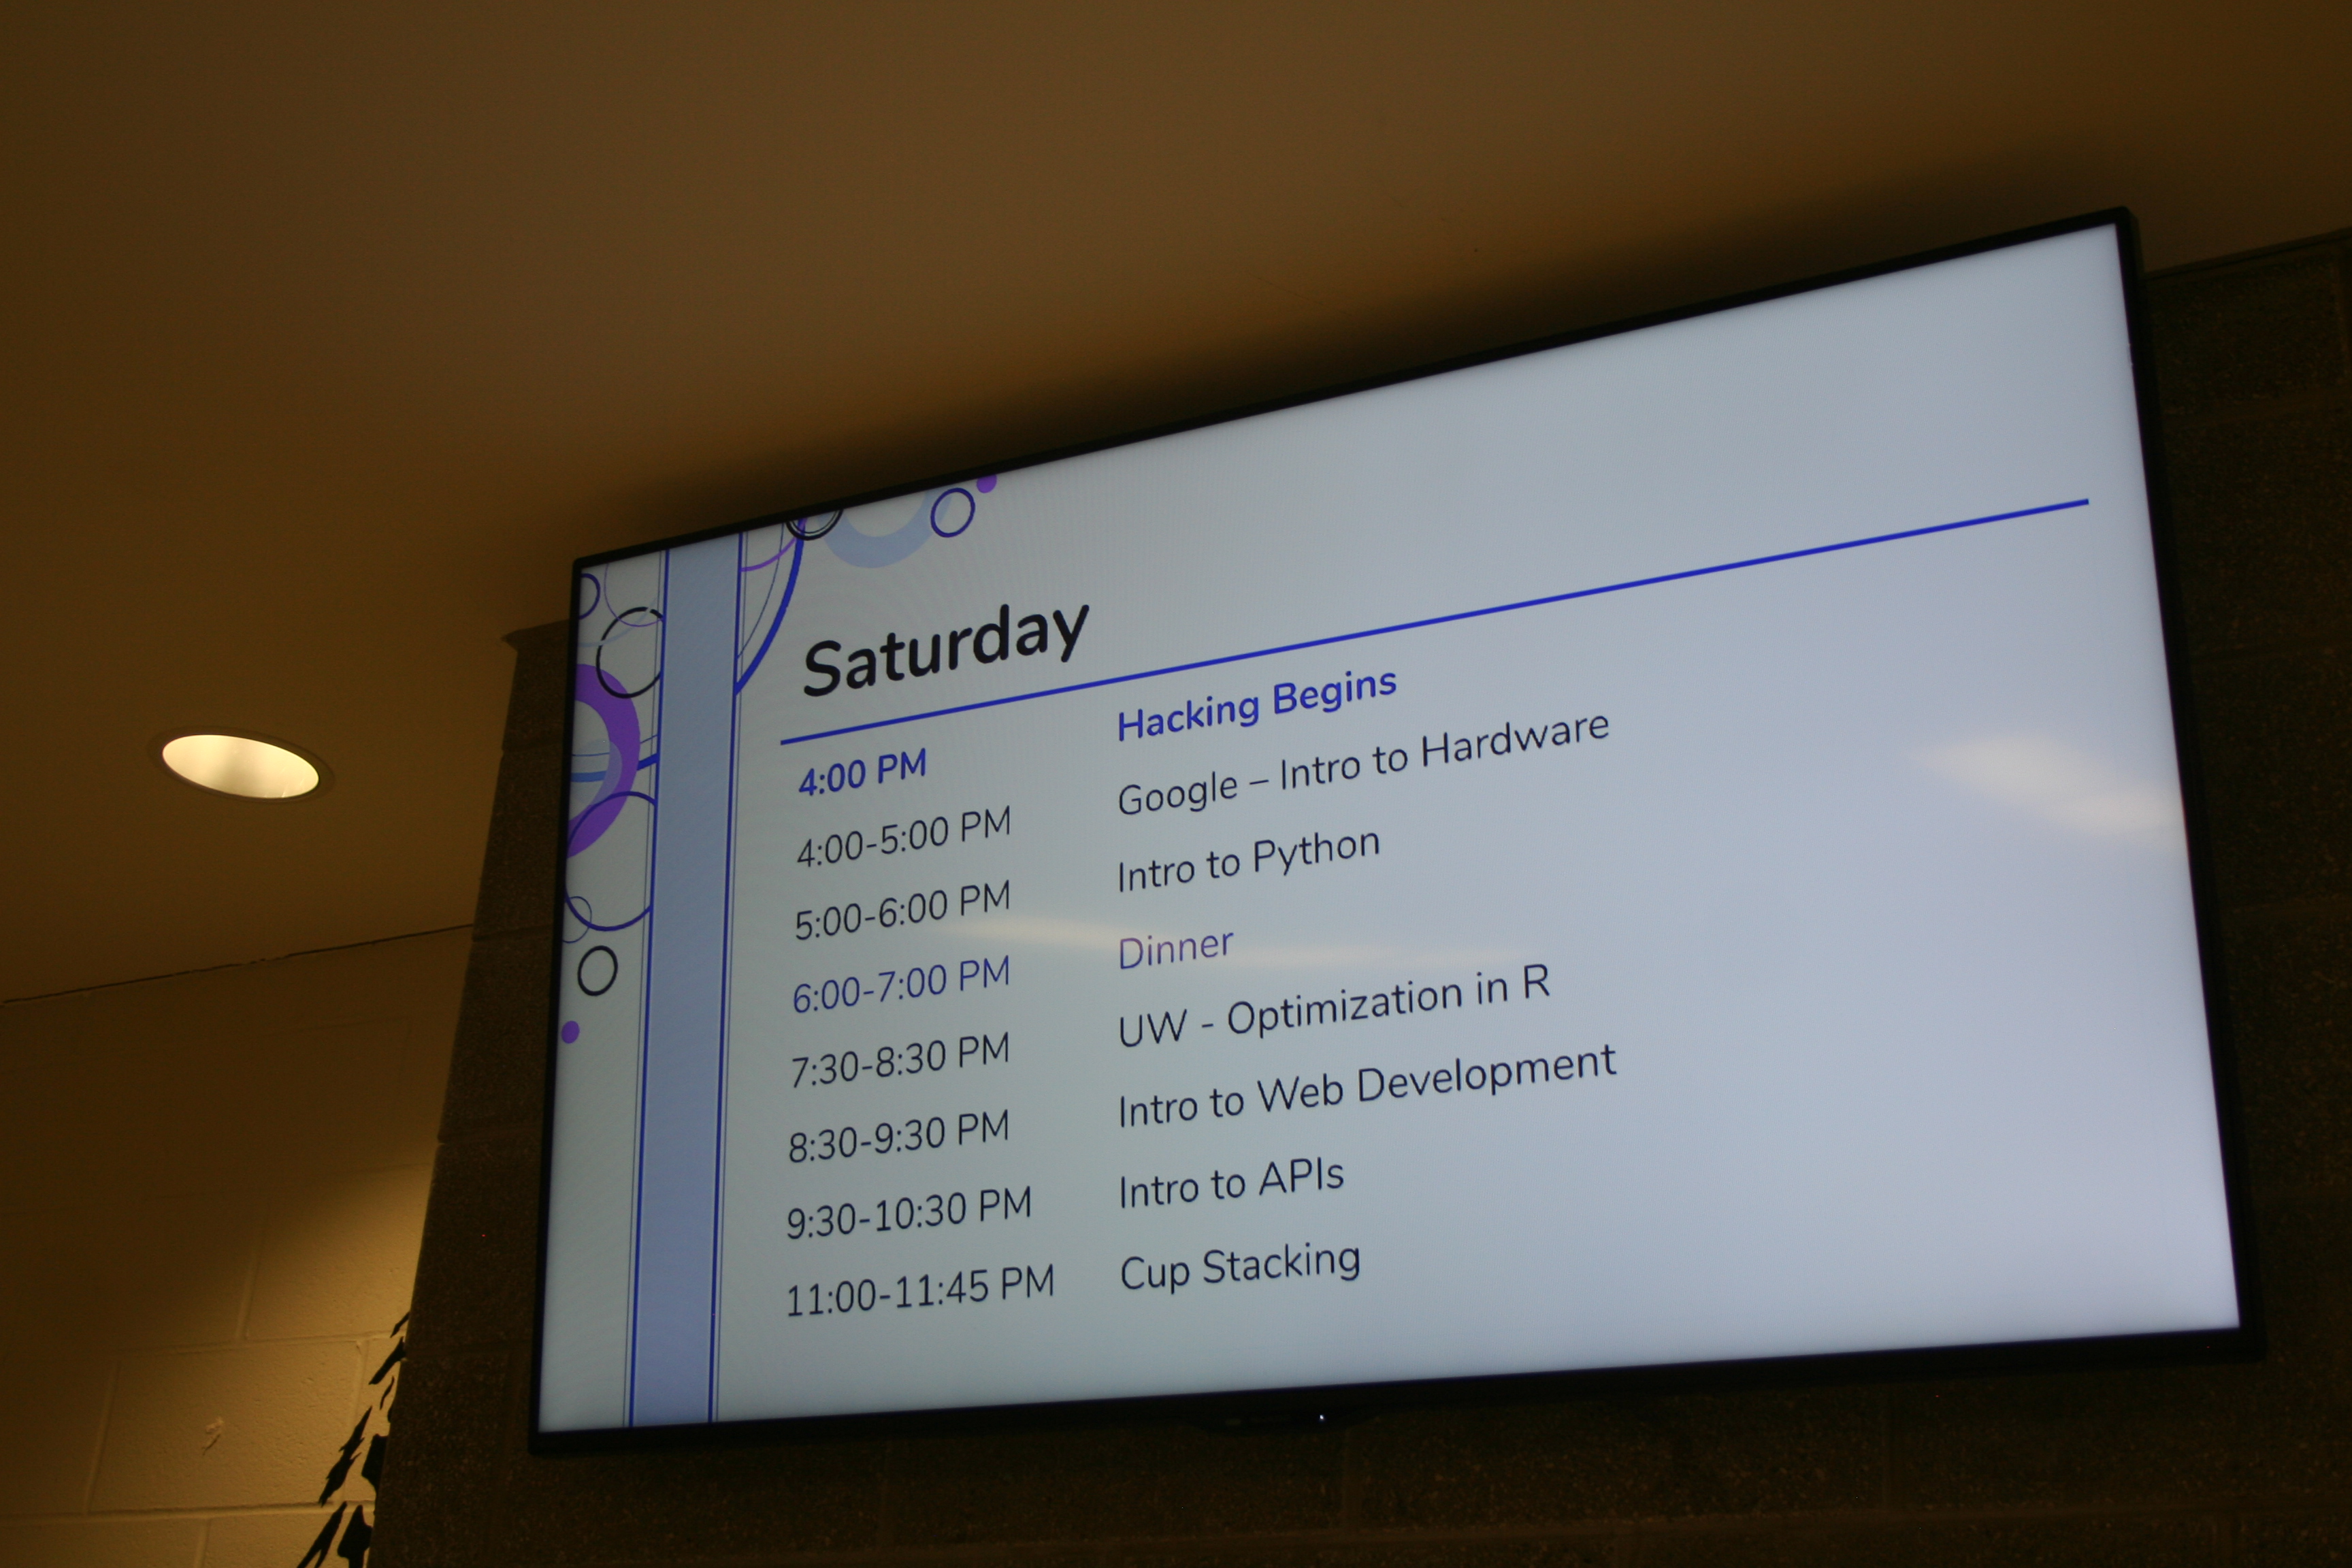 Saturday
4:00 PM Hacking Begins
4:00-5:00 PM Google – Intro to Hardware
5:00-6:00 PM Intro to Python
6:00-7:00 PM Dinner
7:30-8:30 PM UW - Optimization in R
8:30-9:30 PM Intro to Web Development
9:30-10:30 PM Intro to APIs
11:00-11:45 PM Cup Stacking